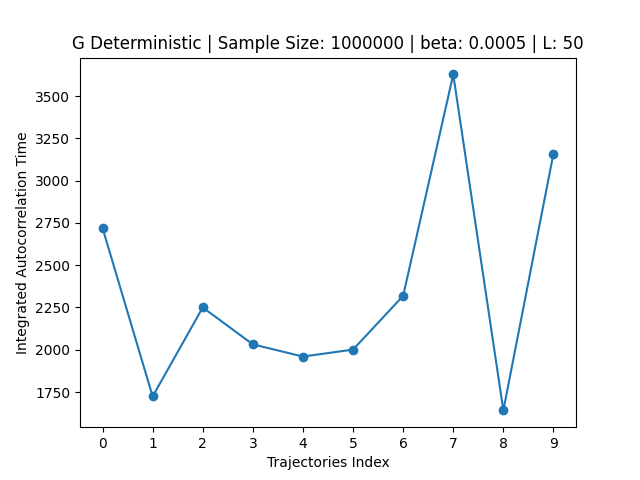 G Deterministic | Sample Size: 1000000 | beta: 0.0005 | L: 50
3500
3250
3000
2750
2500
2250
2000
1750
Integrated Autocorrelation Time
0 1 2 3 4 5 6 7 8 9
Trajectories Index